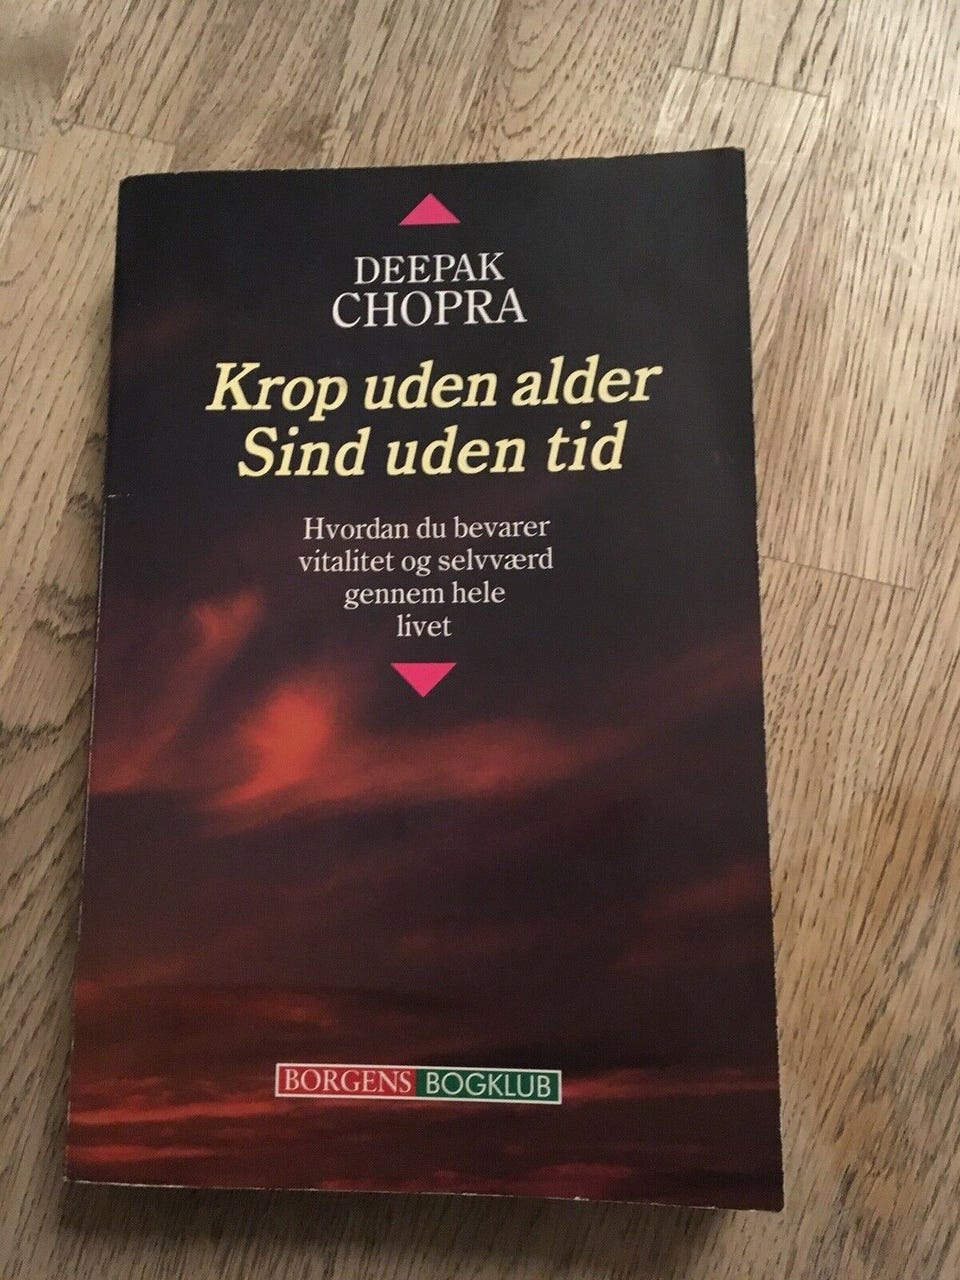 DEEPAK
CHOPRA
Krop uden alder
Sind uden tid
Hvordan du bevarer
vitalitet og selvværd
gennem hele
livet
BORGENS BOGKLUB